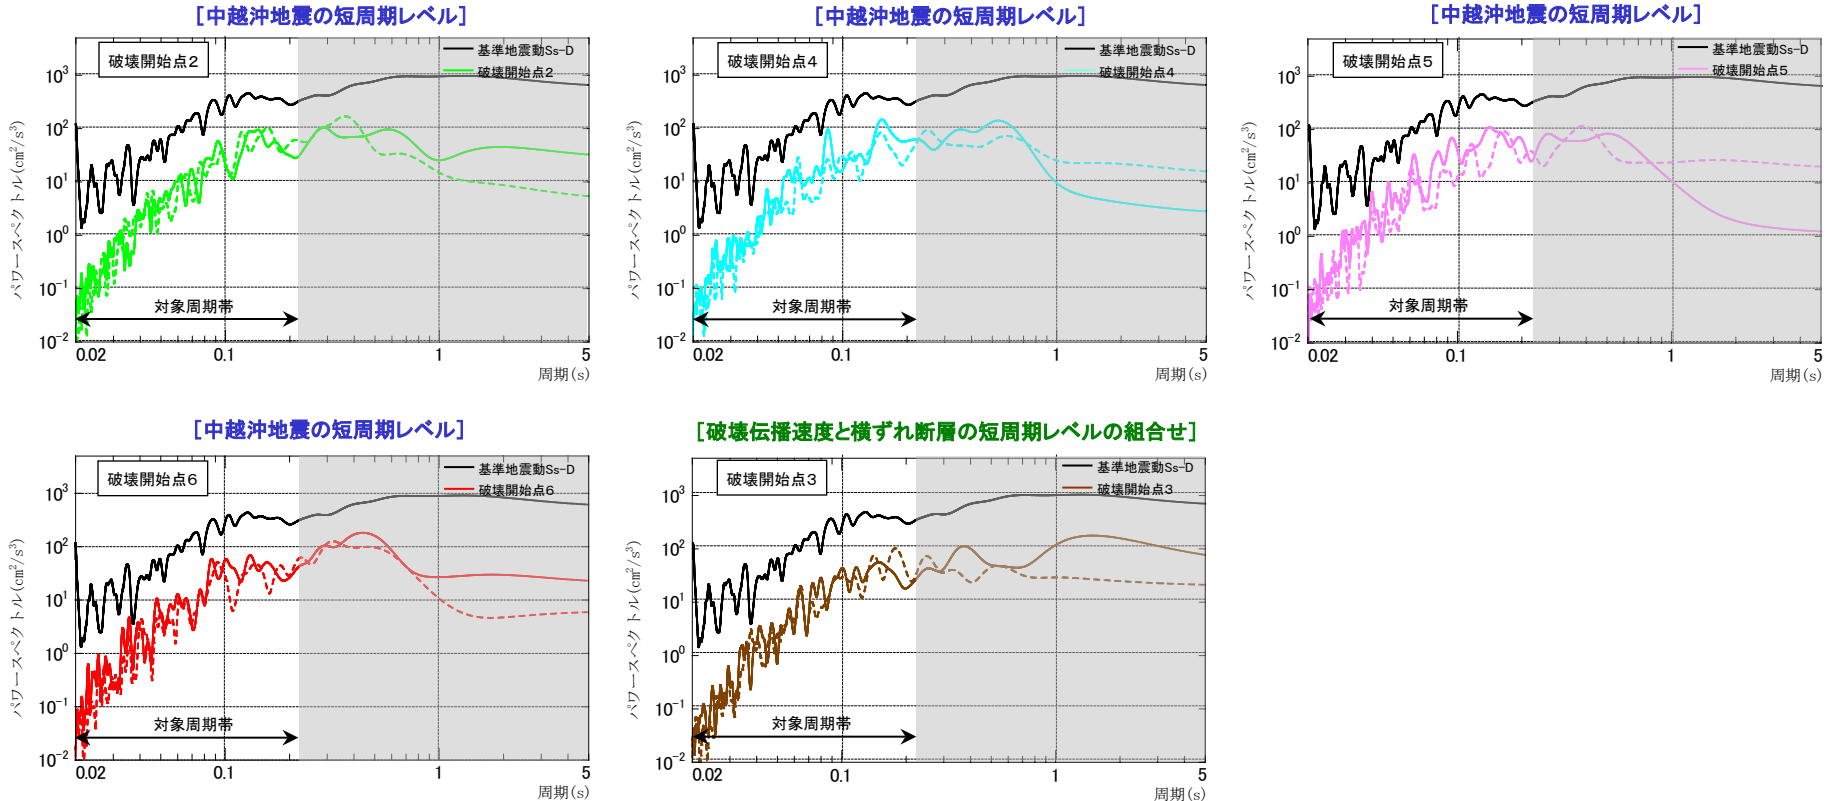 [中越沖地震の短周期レベル]
破壊開始点2
基準地震動Ss-D
破壊開始点2
パワースペクトル(cm²/s³)
10³
10²
10¹
10⁰
10⁻¹
10⁻²
対象周期帯
0.02
0.1
1
5
周期(s)
[中越沖地震の短周期レベル]
破壊開始点4
基準地震動Ss-D
破壊開始点4
パワースペクトル(cm²/s³)
10³
10²
10¹
10⁰
10⁻¹
10⁻²
対象周期帯
0.02
0.1
1
5
周期(s)
[中越沖地震の短周期レベル]
破壊開始点5
基準地震動Ss-D
破壊開始点5
パワースペクトル(cm²/s³)
10³
10²
10¹
10⁰
10⁻¹
10⁻²
対象周期帯
0.02
0.1
1
5
周期(s)
[中越沖地震の短周期レベル]
破壊開始点6
基準地震動Ss-D
破壊開始点6
パワースペクトル(cm²/s³)
10³
10²
10¹
10⁰
10⁻¹
10⁻²
対象周期帯
0.02
0.1
1
5
周期(s)
[破壊伝播速度と横ずれ断層の短周期レベルの組合せ]
破壊開始点3
基準地震動Ss-D
破壊開始点3
パワースペクトル(cm²/s³)
10³
10²
10¹
10⁰
10⁻¹
10⁻²
対象周期帯
0.02
0.1
1
5
周期(s)